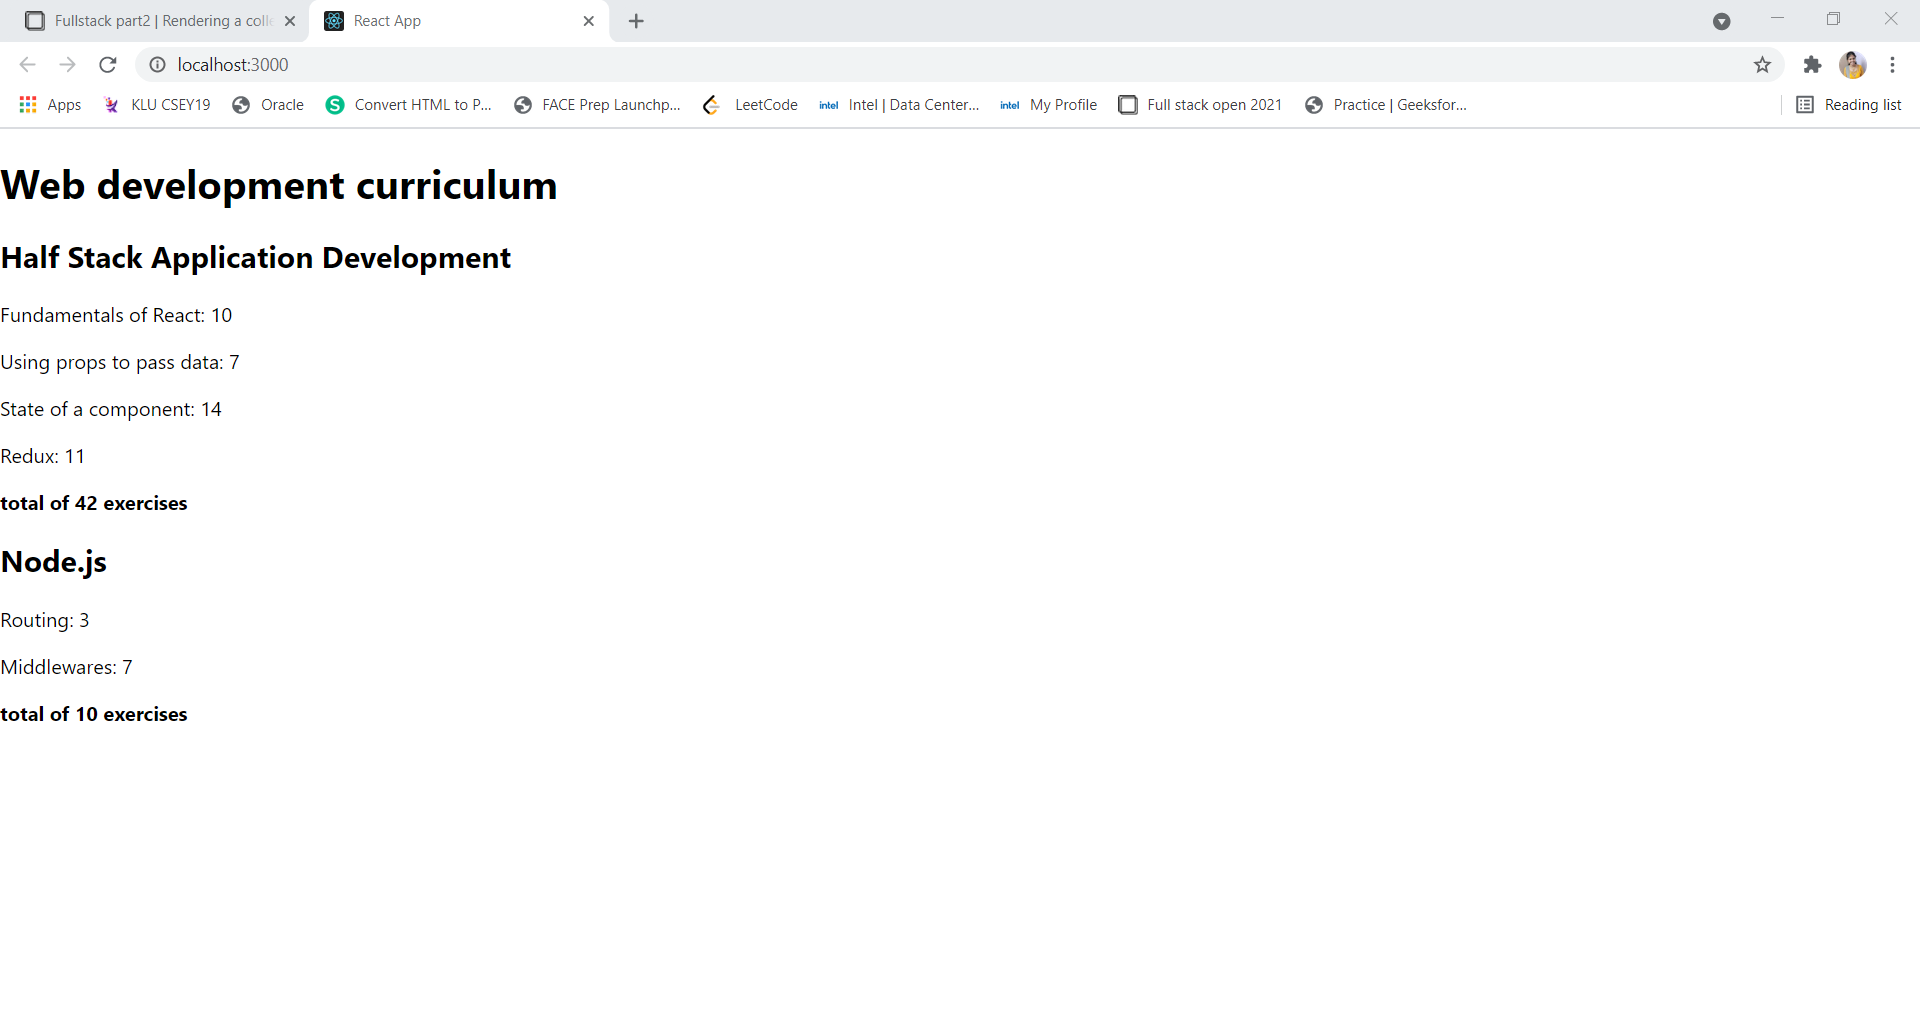 Fullstack part2 | Rendering a colle
React App
localhost:3000
Apps
KLU CSEY19
Oracle
S
Convert HTML to P...
FACE Prep Launchp...
LeetCode
intel
Intel | Data Center...
intel
My Profile
Full stack open 2021
Practice | Geeksfor...
Reading list
Web development curriculum
Half Stack Application Development
Fundamentals of React: 10
Using props to pass data: 7
State of a component: 14
Redux: 11
total of 42 exercises
Node.js
Routing: 3
Middlewares: 7
total of 10 exercises